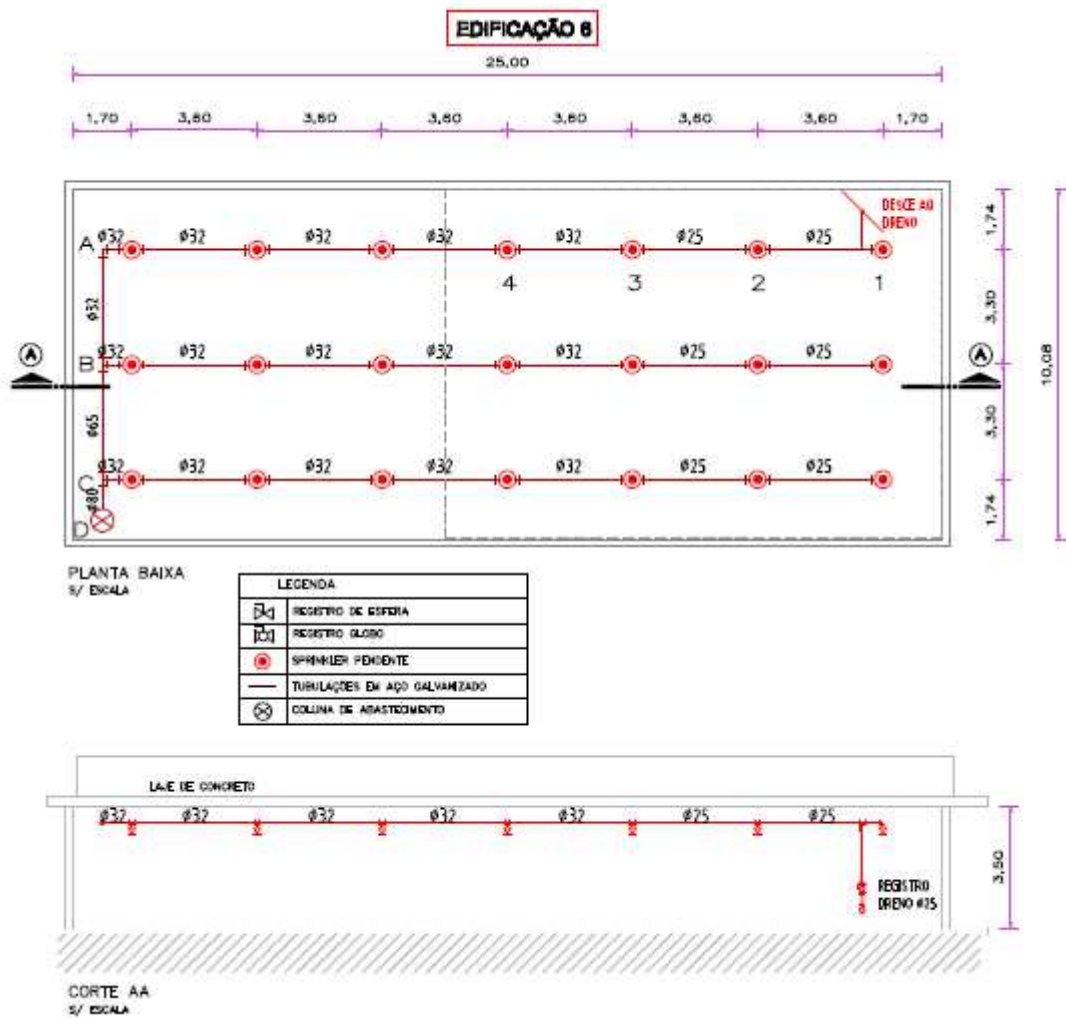 EDIFICAÇÃO 6
25,00
1,70 3,60 3,60 3,60 3,60 3,60 3,60 1,70
DESCE AO
DRENO
A ø32 ø32 ø32 ø32 ø32 ø25 ø25
4 3 2 1
1,74
ø32
3,30
B ø32 ø32 ø32 ø32 ø32 ø25 ø25
A A
10,08
ø65
3,30
C ø32 ø32 ø32 ø32 ø32 ø25 ø25
ø80
1,74
D
PLANTA BAIXA
S/ ESCALA
LEGENDA
REGISTRO DE ESFERA
REGISTRO GLOBO
SPRINKLER PENDENTE
TUBULAÇÕES EM AÇO GALVANIZADO
COLUNA DE ABASTECIMENTO
LAJE DE CONCRETO
ø32 ø32 ø32 ø32 ø32 ø25 ø25
3,50
REGISTRO
DRENO ø25
CORTE AA
S/ ESCALA